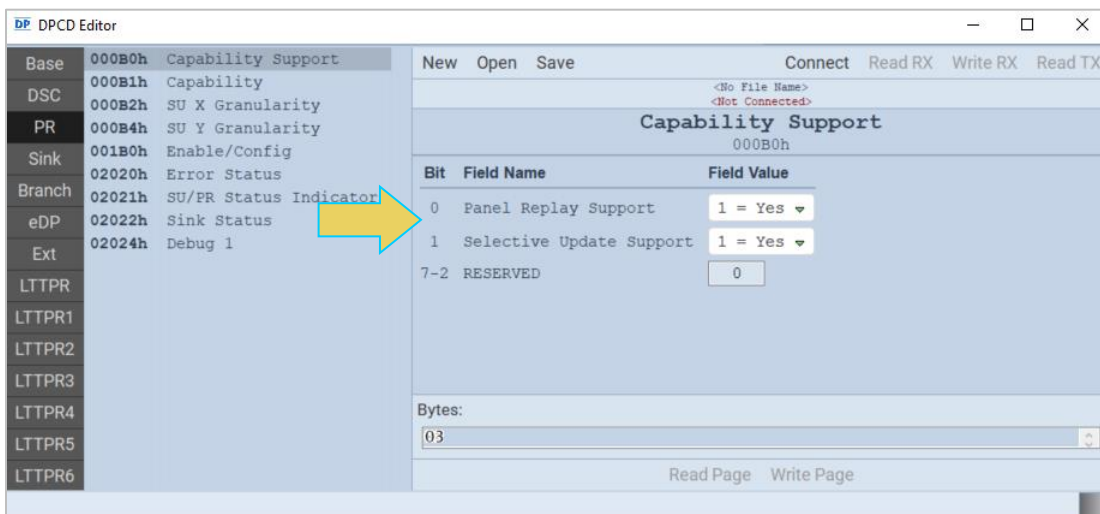 DP DPCD Editor
Base
DSC
PR
Sink
Branch
eDP
Ext
LTTPR
LTTPR1
LTTPR2
LTTPR3
LTTPR4
LTTPR5
LTTPR6
000B0h Capability Support
000B1h Capability
000B2h SU X Granularity
000B4h SU Y Granularity
001B0h Enable/Config
02020h Error Status
02021h SU/PR Status Indicator
02022h Sink Status
02024h Debug 1
New Open Save Connect Read RX Write RX Read TX
<No File Name>
<Not Connected>
Capability Support
000B0h
Bit Field Name Field Value
0 Panel Replay Support 1 = Yes
1 Selective Update Support 1 = Yes
7-2 RESERVED 0
Bytes:
03
Read Page Write Page